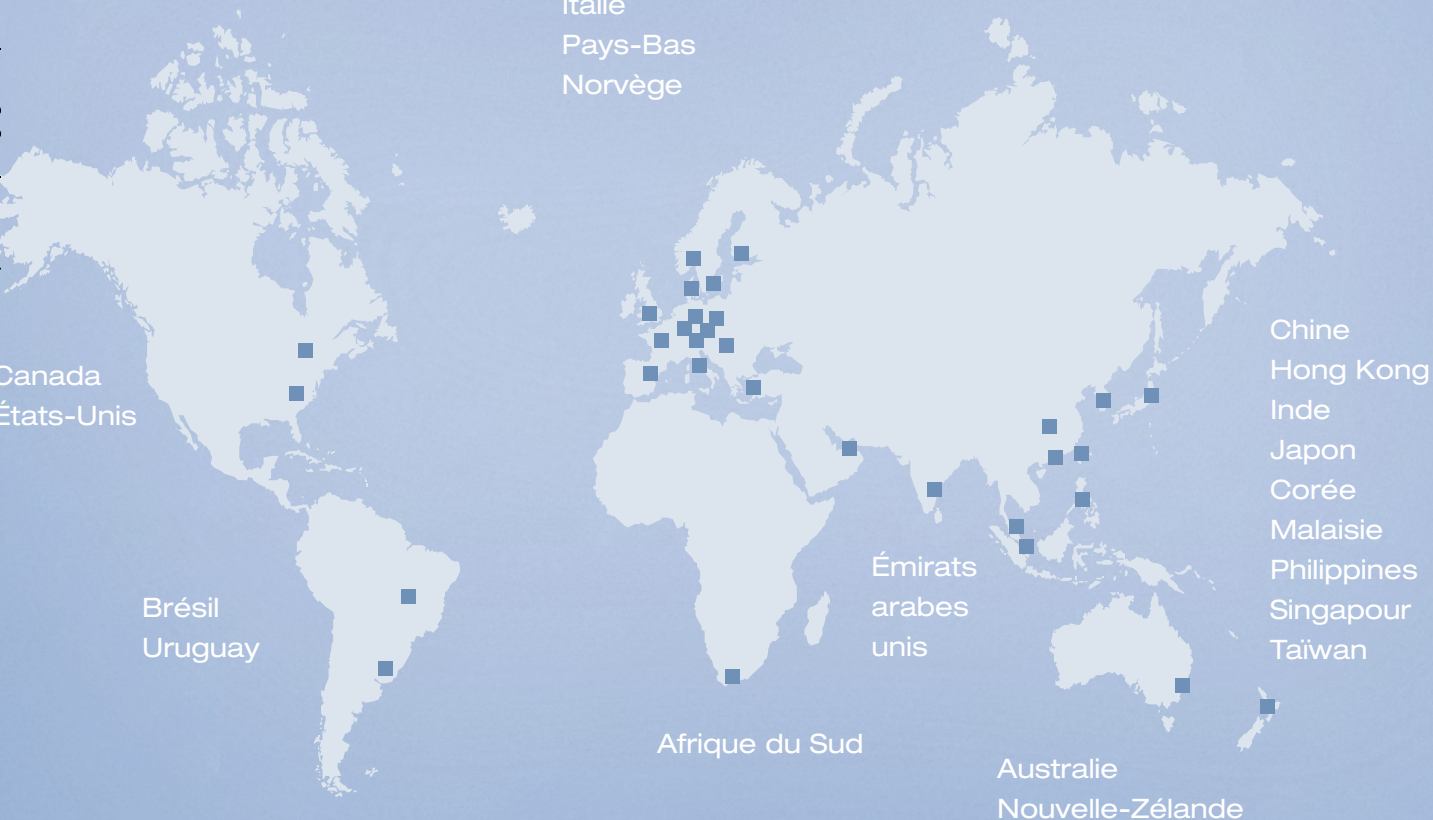 Italie
Pays-Bas
Norvège
Canada
États-Unis
Brésil
Uruguay
Émirats
arabes
unis
Afrique du Sud
Australie
Nouvelle-Zélande
Chine
Hong Kong
Inde
Japon
Corée
Malaisie
Philippines
Singapour
Taïwan